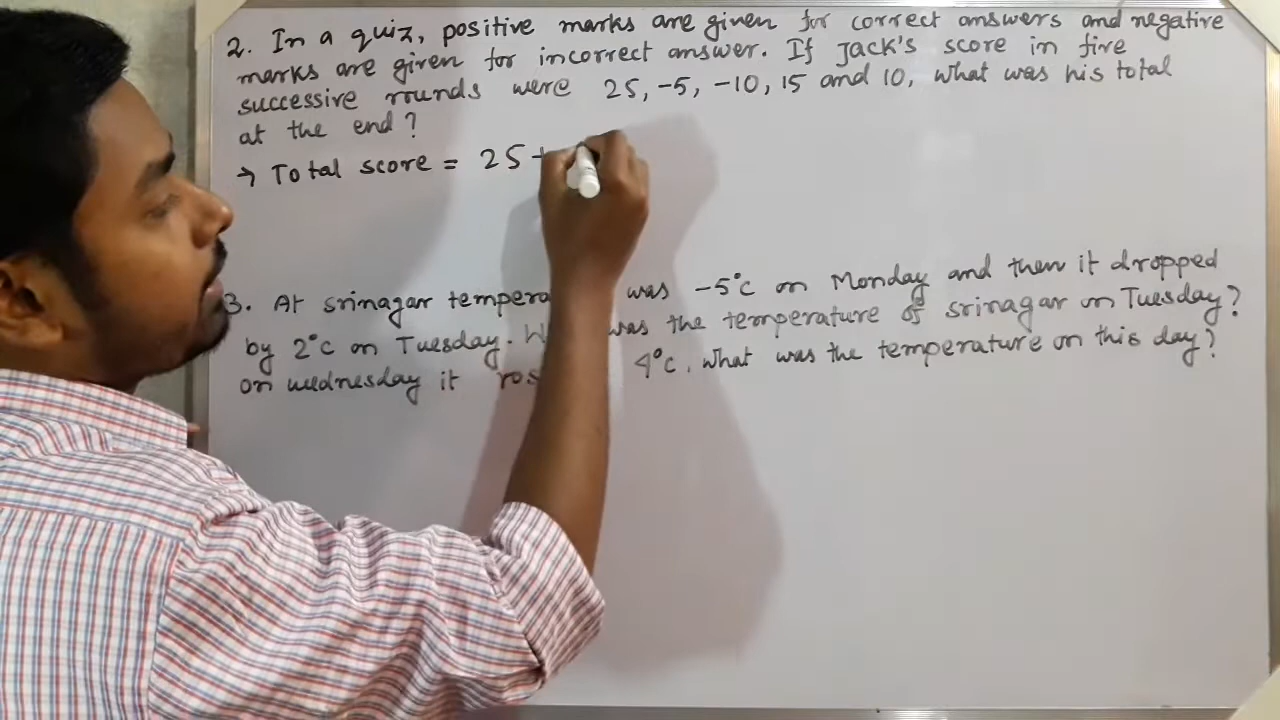 2. In a quiz, positive marks are given for correct answers and negative
marks are given for incorrect answer. If Jack's score in five
successive rounds were 25, -5, -10, 15 and 10, what was his total
at the end?
→ Total score = 25 +
3. At srinagar was -5°C on Monday and then it dropped
by 2°C on Tuesday. was the temperature of srinagar on Tuesday?
on wednesday it 4°C. What was the temperature on this day?